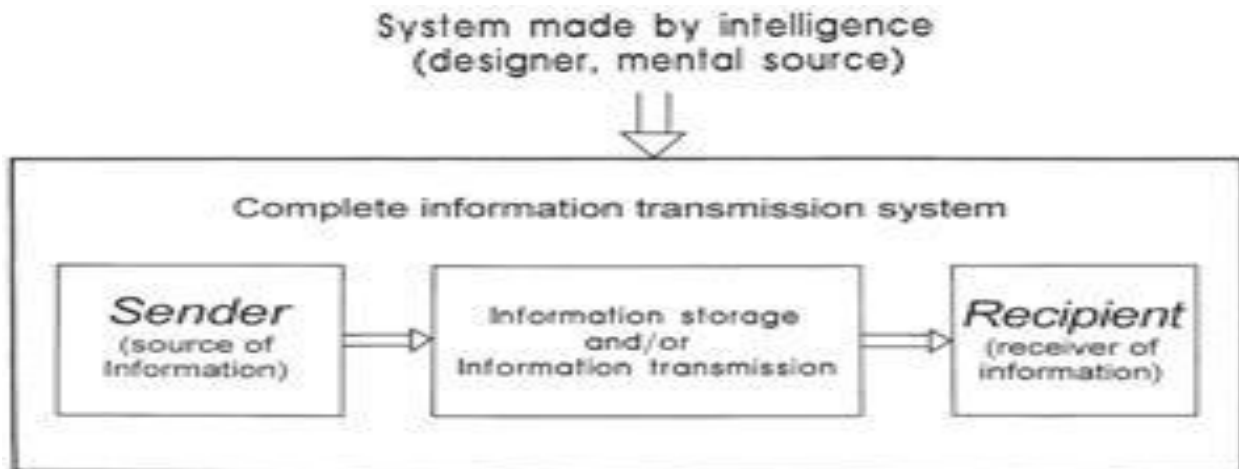 System made by intelligence
(designer, mental source)
Complete information transmission system
Sender
(source of
Information)
Information storage
and/or
Information transmission
Recipient
(receiver of
information)